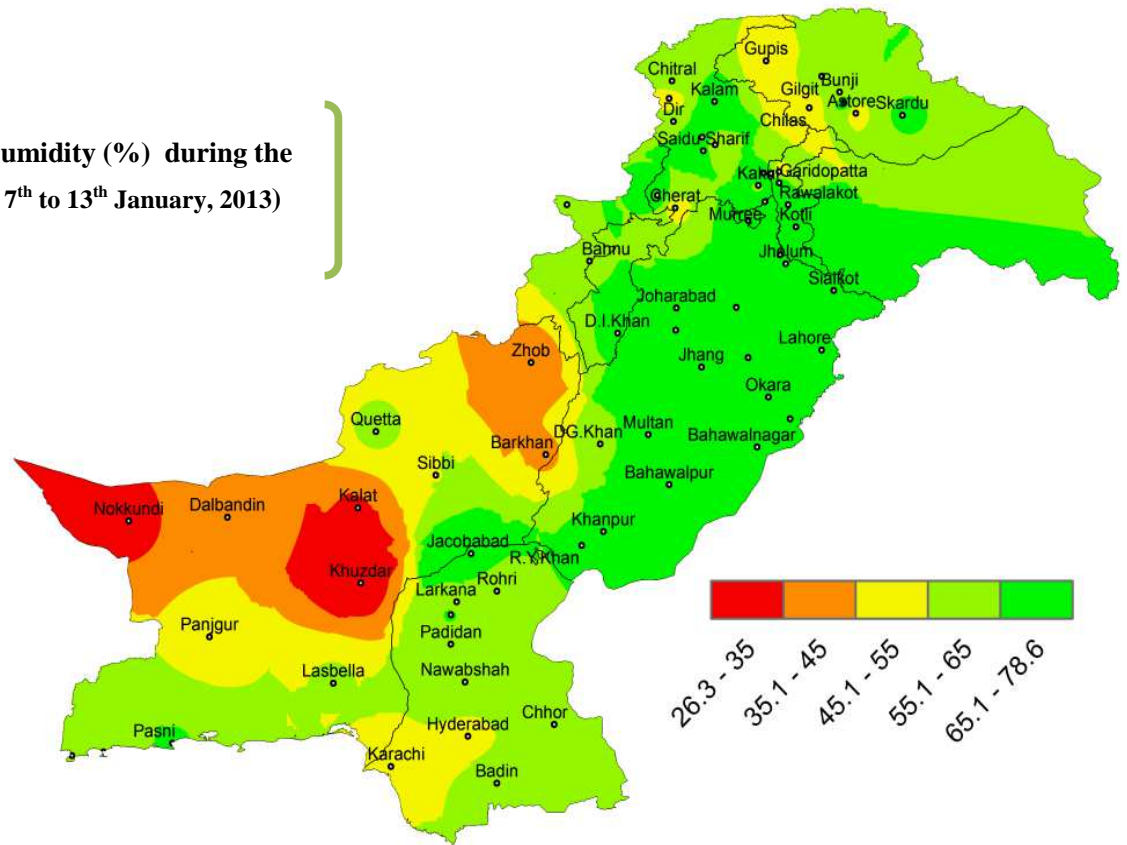 umidity (%) during the
7th to 13th January, 2013)
Gupis
Chitral
Bunji
Kalam
Gilgit
Astore
Skardu
Dir
Chilas
Saidu Sharif
Garidopatta
Cherat
Rawalakot
Murree
Kotli
Bannu
Jhelum
Sialkot
Joharabad
D.I.Khan
Lahore
Zhob
Jhang
Okara
Quetta
DG.Khan
Multan
Bahawalnagar
Barkhan
Sibbi
Bahawalpur
Nokkundi
Dalbandin
Kalat
Khanpur
Jacobabad
R.Y.Khan
Khuzdar
Rohri
Larkana
Panjgur
Padidan
Lasbella
Nawabshah
Pasni
Hyderabad
Chhor
Karachi
Badin
26.3 - 35
35.1 - 45
45.1 - 55
55.1 - 65
65.1 - 78.6